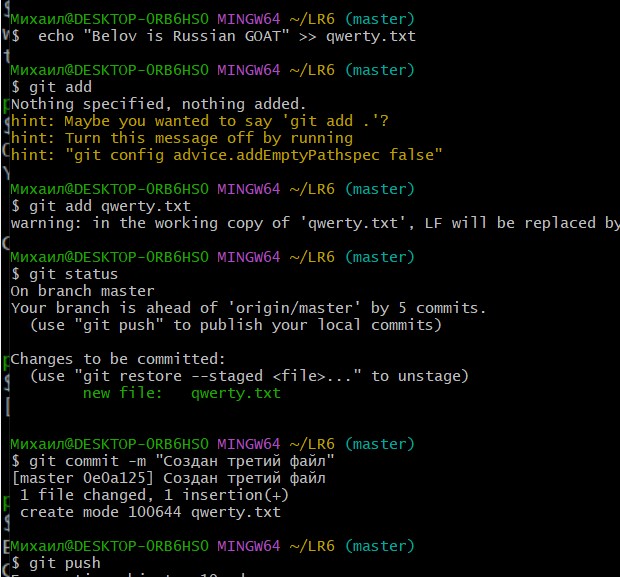 Михаил@DESKTOP-ORB6HSO MINGW64 ~/LR6 (master)
$  echo "Belov is Russian GOAT" >> qwerty.txt
Михаил@DESKTOP-ORB6HSO MINGW64 ~/LR6 (master)
$ git add
Nothing specified, nothing added.
hint: Maybe you wanted to say 'git add .'?
hint: Turn this message off by running
hint: "git config advice.addEmptyPathspec false"
Михаил@DESKTOP-ORB6HSO MINGW64 ~/LR6 (master)
$ git add qwerty.txt
warning: in the working copy of 'qwerty.txt', LF will be replaced by
Михаил@DESKTOP-ORB6HSO MINGW64 ~/LR6 (master)
$ git status
On branch master
Your branch is ahead of 'origin/master' by 5 commits.
  (use "git push" to publish your local commits)
Changes to be committed:
  (use "git restore --staged <file>..." to unstage)
        new file:   qwerty.txt
Михаил@DESKTOP-ORB6HSO MINGW64 ~/LR6 (master)
$ git commit -m "Создан третий файл"
[master 0e0a125] Создан третий файл
 1 file changed, 1 insertion(+)
 create mode 100644 qwerty.txt
Михаил@DESKTOP-ORB6HSO MINGW64 ~/LR6 (master)
$ git push